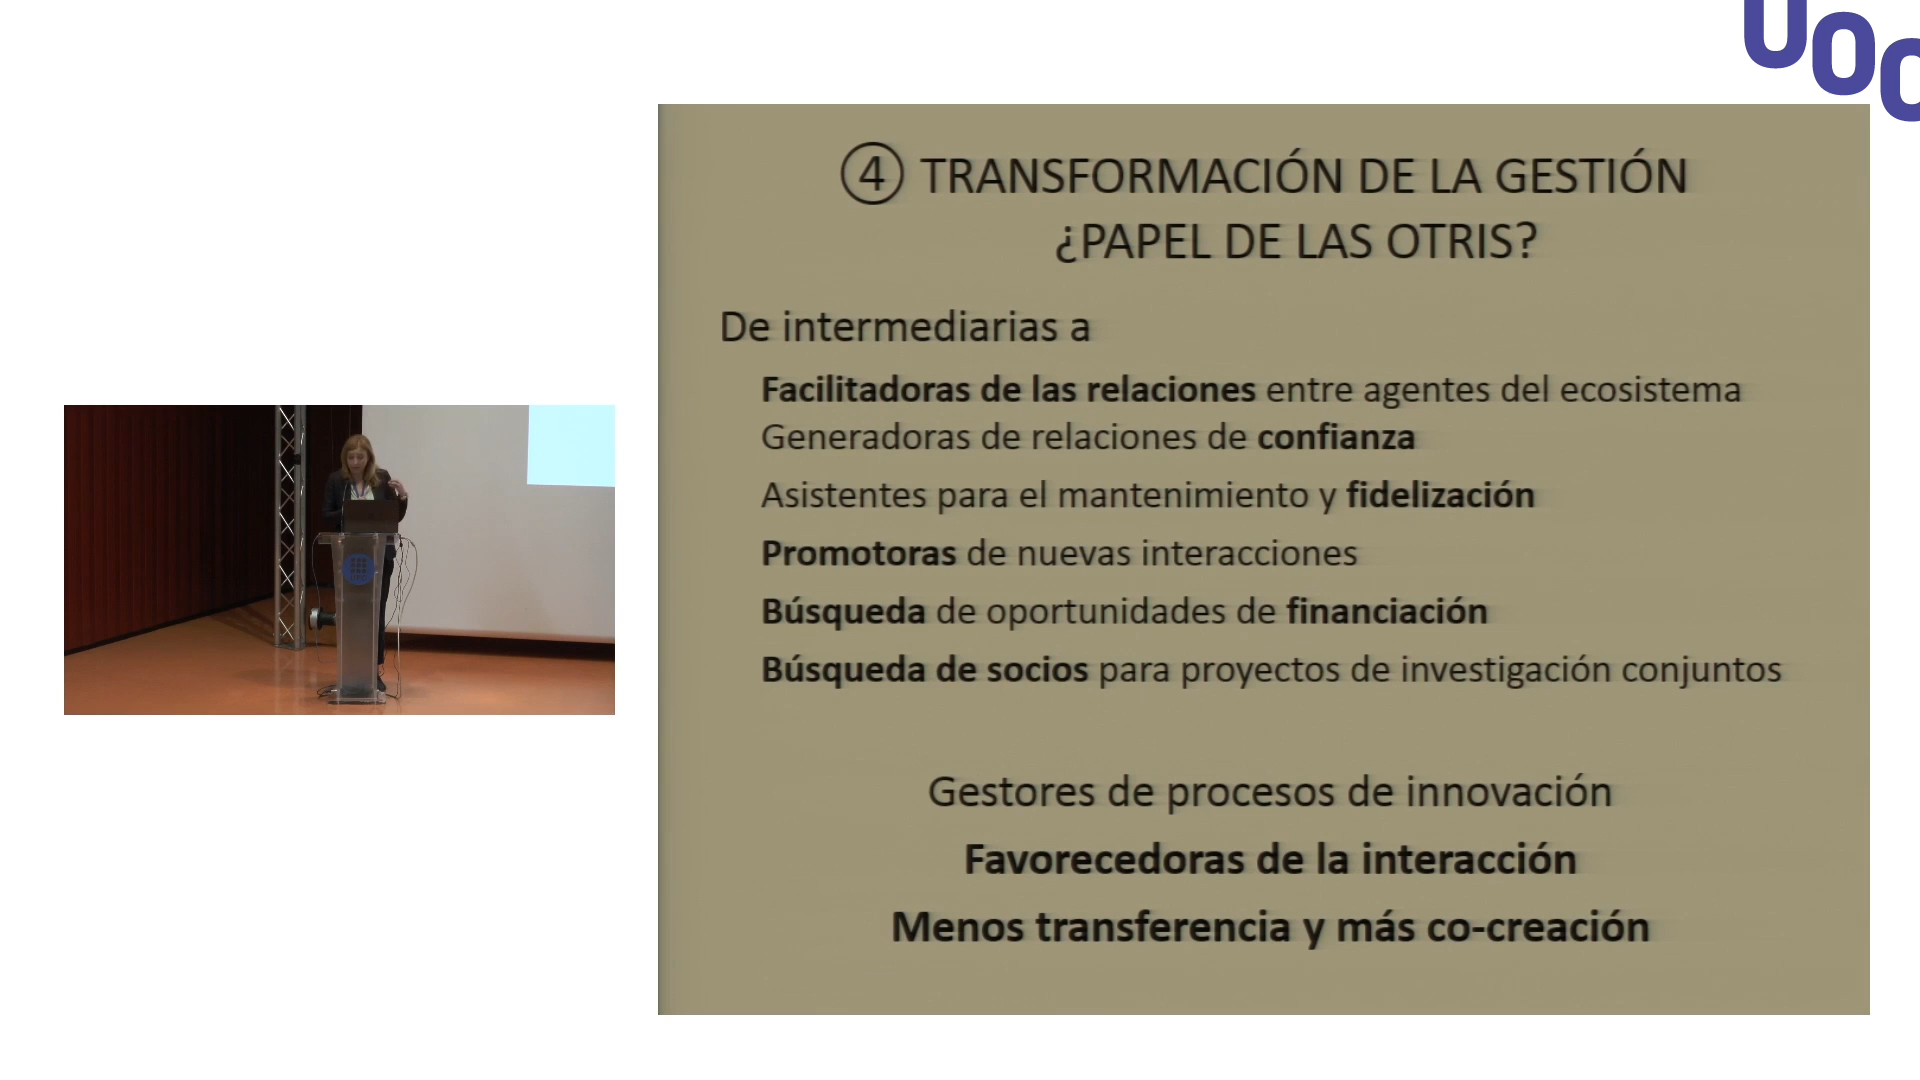 UOC
④ TRANSFORMACIÓN DE LA GESTIÓN
¿PAPEL DE LAS OTRIS?
De intermediarias a
Facilitadoras de las relaciones entre agentes del ecosistema
Generadoras de relaciones de confianza
Asistentes para el mantenimiento y fidelización
Promotoras de nuevas interacciones
Búsqueda de oportunidades de financiación
Búsqueda de socios para proyectos de investigación conjuntos
Gestores de procesos de innovación
Favorecedoras de la interacción
Menos transferencia y más co-creación